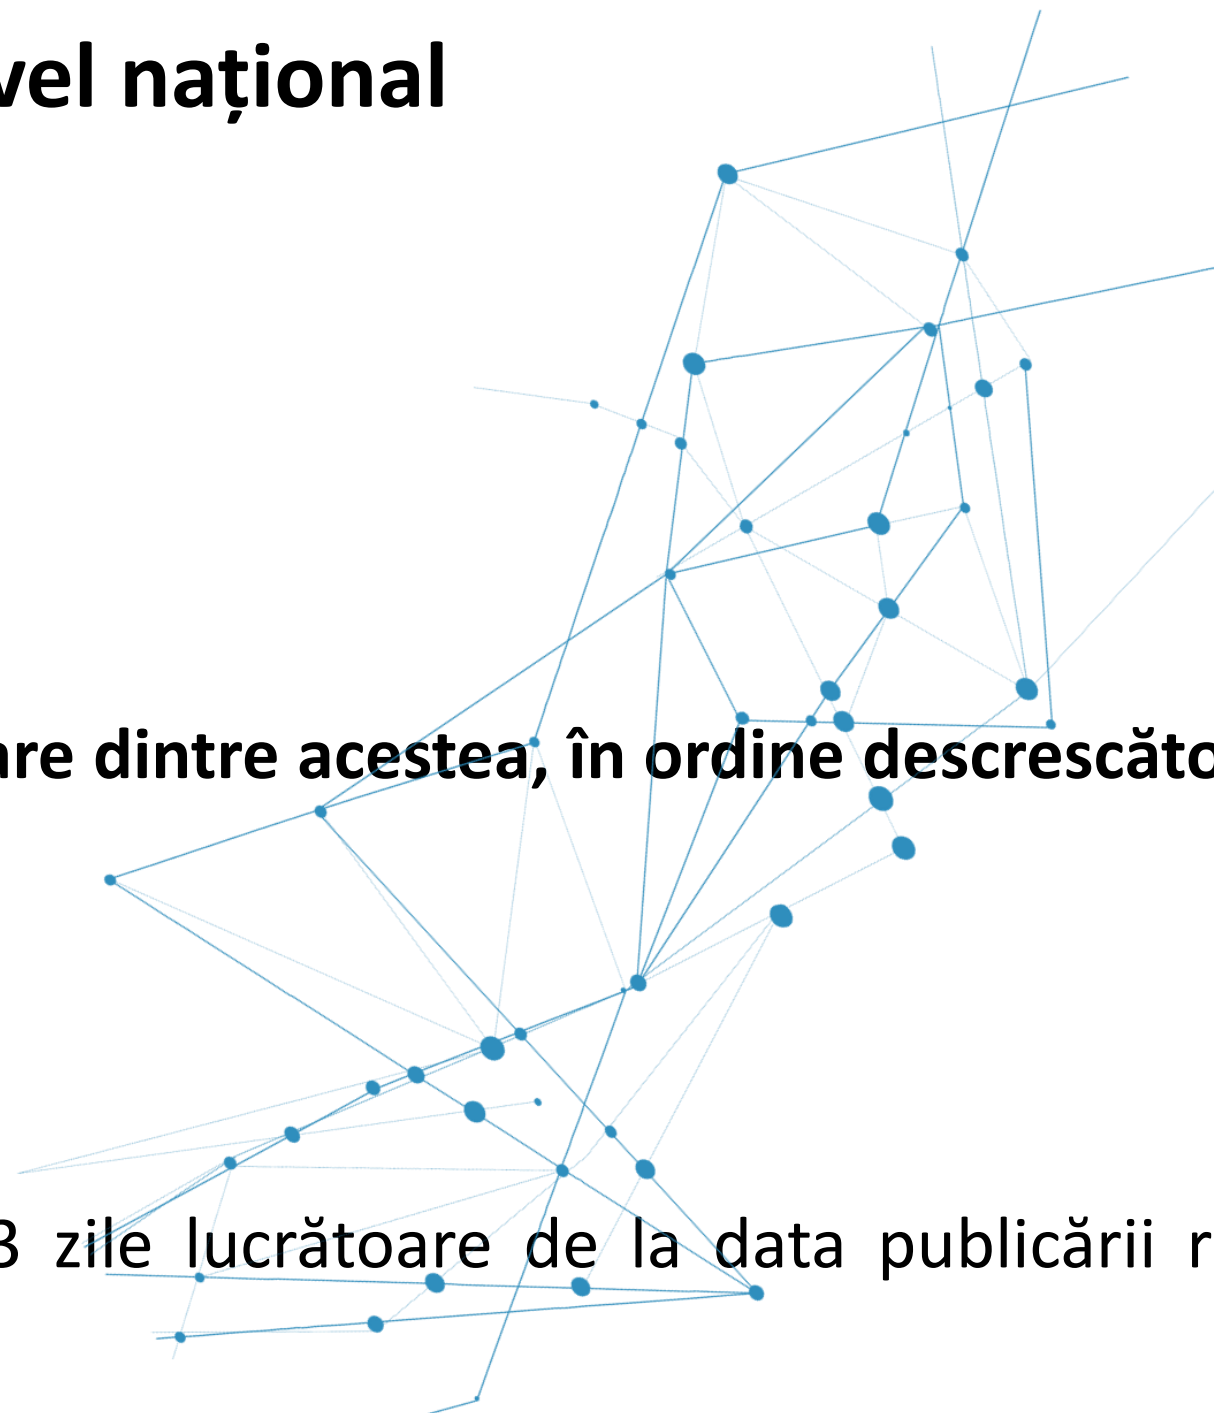 vel național
are dintre acestea, în ordine descrescăto
3 zile lucrătoare de la data publicării r